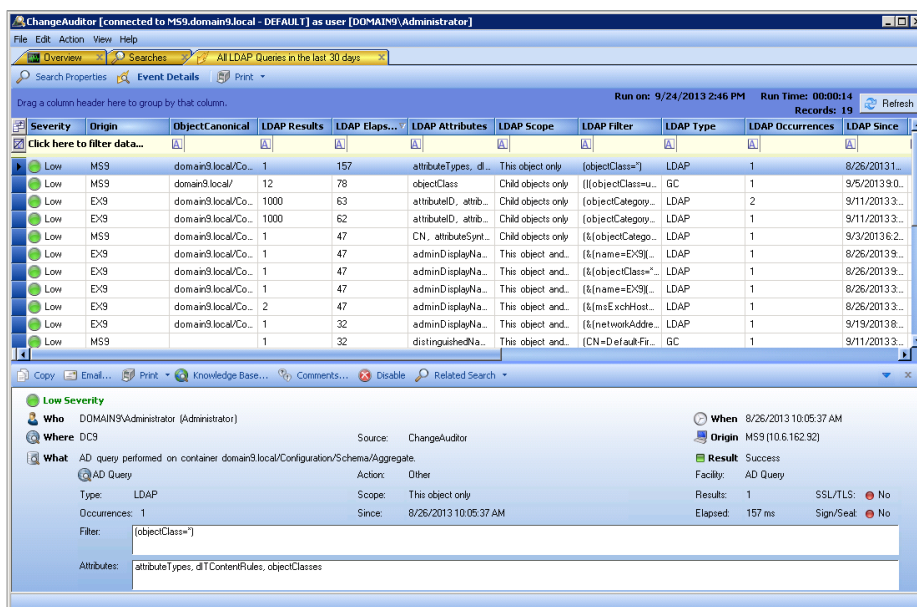 ChangeAuditor [connected to MS9.domain9.local - DEFAULT] as user [DOMAIN9\Administrator]
File Edit Action View Help
Overview Searches All LDAP Queries in the last 30 days
Search Properties Event Details Print
Drag a column header here to group by that column. Run on: 9/24/2013 2:46 PM Run Time: 00:00:14
Records: 19 Refresh
Severity Origin ObjectCanonical LDAP Results LDAP Elaps... LDAP Attributes LDAP Scope LDAP Filter LDAP Type LDAP Occurrences LDAP Since
Click here to filter data...
Low MS9 domain9.local/Co... 1 157 attributeTypes, dI... This object only (objectClass=*) LDAP 1 8/26/2013 1...
Low MS9 domain9.local/ 12 78 objectClass Child objects only (|(objectClass=u... GC 1 9/5/2013 9:0...
Low EX9 domain9.local/Co... 1000 63 attributeID, attrib... Child objects only (objectCategory... LDAP 2 9/11/2013 3:...
Low EX9 domain9.local/Co... 1000 62 attributeID, attrib... Child objects only (objectCategory... LDAP 1 9/11/2013 3:...
Low MS9 domain9.local/Co... 1 47 CN, attributeSynt... Child objects only (&(objectCatego... LDAP 1 9/3/2013 6:2...
Low EX9 domain9.local/Co... 1 47 adminDisplayNa... This object and... (&(name=EX9)(... LDAP 1 8/26/2013 9:...
Low EX9 domain9.local/Co... 1 47 adminDisplayNa... This object and... (&(objectClass=*... LDAP 1 8/26/2013 9:...
Low EX9 domain9.local/Co... 1 47 adminDisplayNa... This object and... (&(name=EX9)(... LDAP 1 8/26/2013 3:...
Low EX9 domain9.local/Co... 2 47 adminDisplayNa... This object and... (&(msExchHost... LDAP 1 8/26/2013 3:...
Low EX9 domain9.local/Co... 1 32 adminDisplayNa... This object and... (&(networkAddre... LDAP 1 9/19/2013 8:...
Low MS9 1 32 distinguishedNa... This object and... (CN=Default-Fir... GC 1 9/11/2013 3:...
Copy Email... Print Knowledge Base... Comments... Disable Related Search
Low Severity
Who DOMAIN9\Administrator (Administrator) When 8/26/2013 10:05:37 AM
Where DC9 Source: ChangeAuditor Origin MS9 (10.6.162.92)
What AD query performed on container domain9.local/Configuration/Schema/Aggregate. Result Success
AD Query Action: Other Facility: AD Query
Type: LDAP Scope: This object only Results: 1 SSL/TLS: No
Occurrences: 1 Since: 8/26/2013 10:05:37 AM Elapsed: 157 ms Sign/Seal: No
Filter: (objectClass=*)
Attributes: attributeTypes, dITContentRules, objectClasses